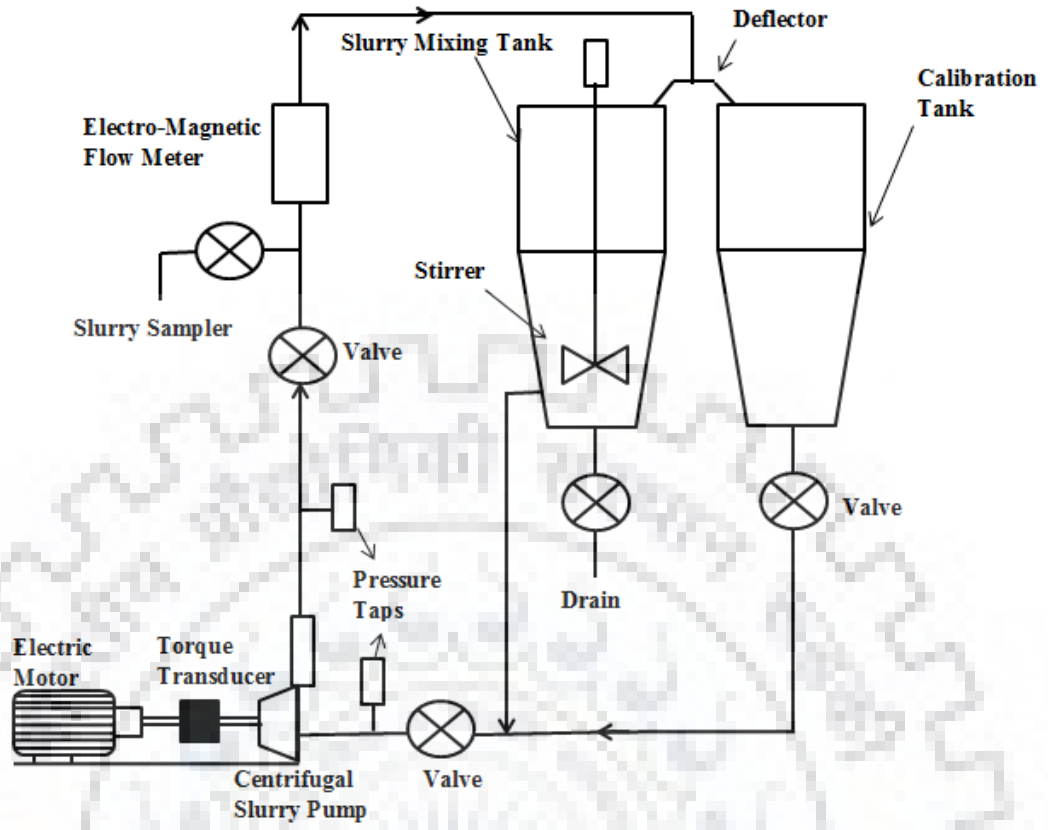 Deflector
Slurry Mixing Tank
Calibration
Tank
Electro-Magnetic
Flow Meter
Stirrer
Slurry Sampler
Valve
Valve
Pressure
Taps
Drain
Electric
Motor
Torque
Transducer
Centrifugal
Slurry Pump
Valve